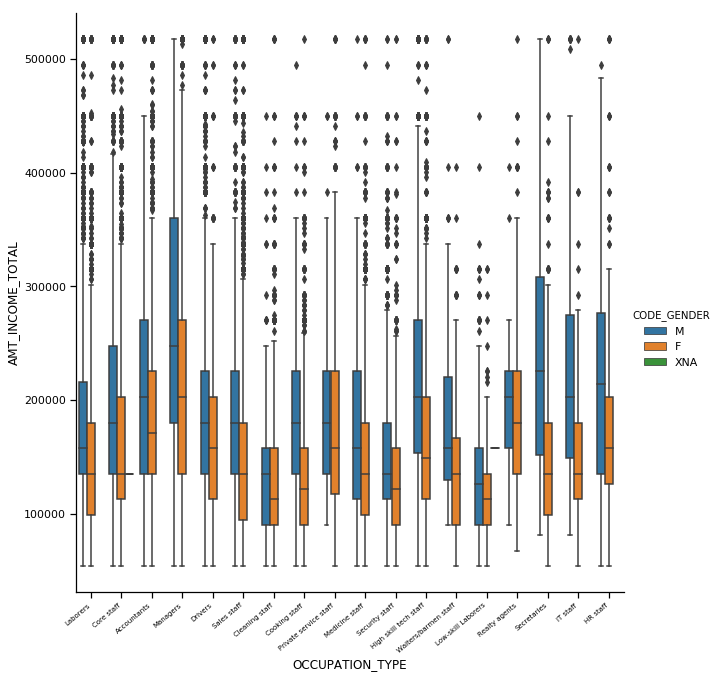 500000
400000
300000
200000
100000
AMT_INCOME_TOTAL
Laborers
Core staff
Accountants
Managers
Drivers
Sales staff
Cleaning staff
Cooking staff
Private service staff
Medicine staff
Security staff
High skill tech staff
Waiters/barmen staff
Low-skill Laborers
Realty agents
Secretaries
IT staff
HR staff
OCCUPATION_TYPE
CODE_GENDER
M
F
XNA